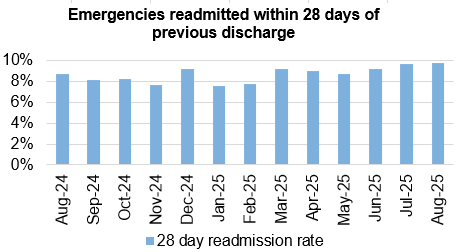 Emergencies readmitted within 28 days of
previous discharge
10%
8%
6%
4%
2%
0%
Aug-24
Sep-24
Oct-24
Nov-24
Dec-24
Jan-25
Feb-25
Mar-25
Apr-25
May-25
Jun-25
Jul-25
Aug-25
28 day readmission rate